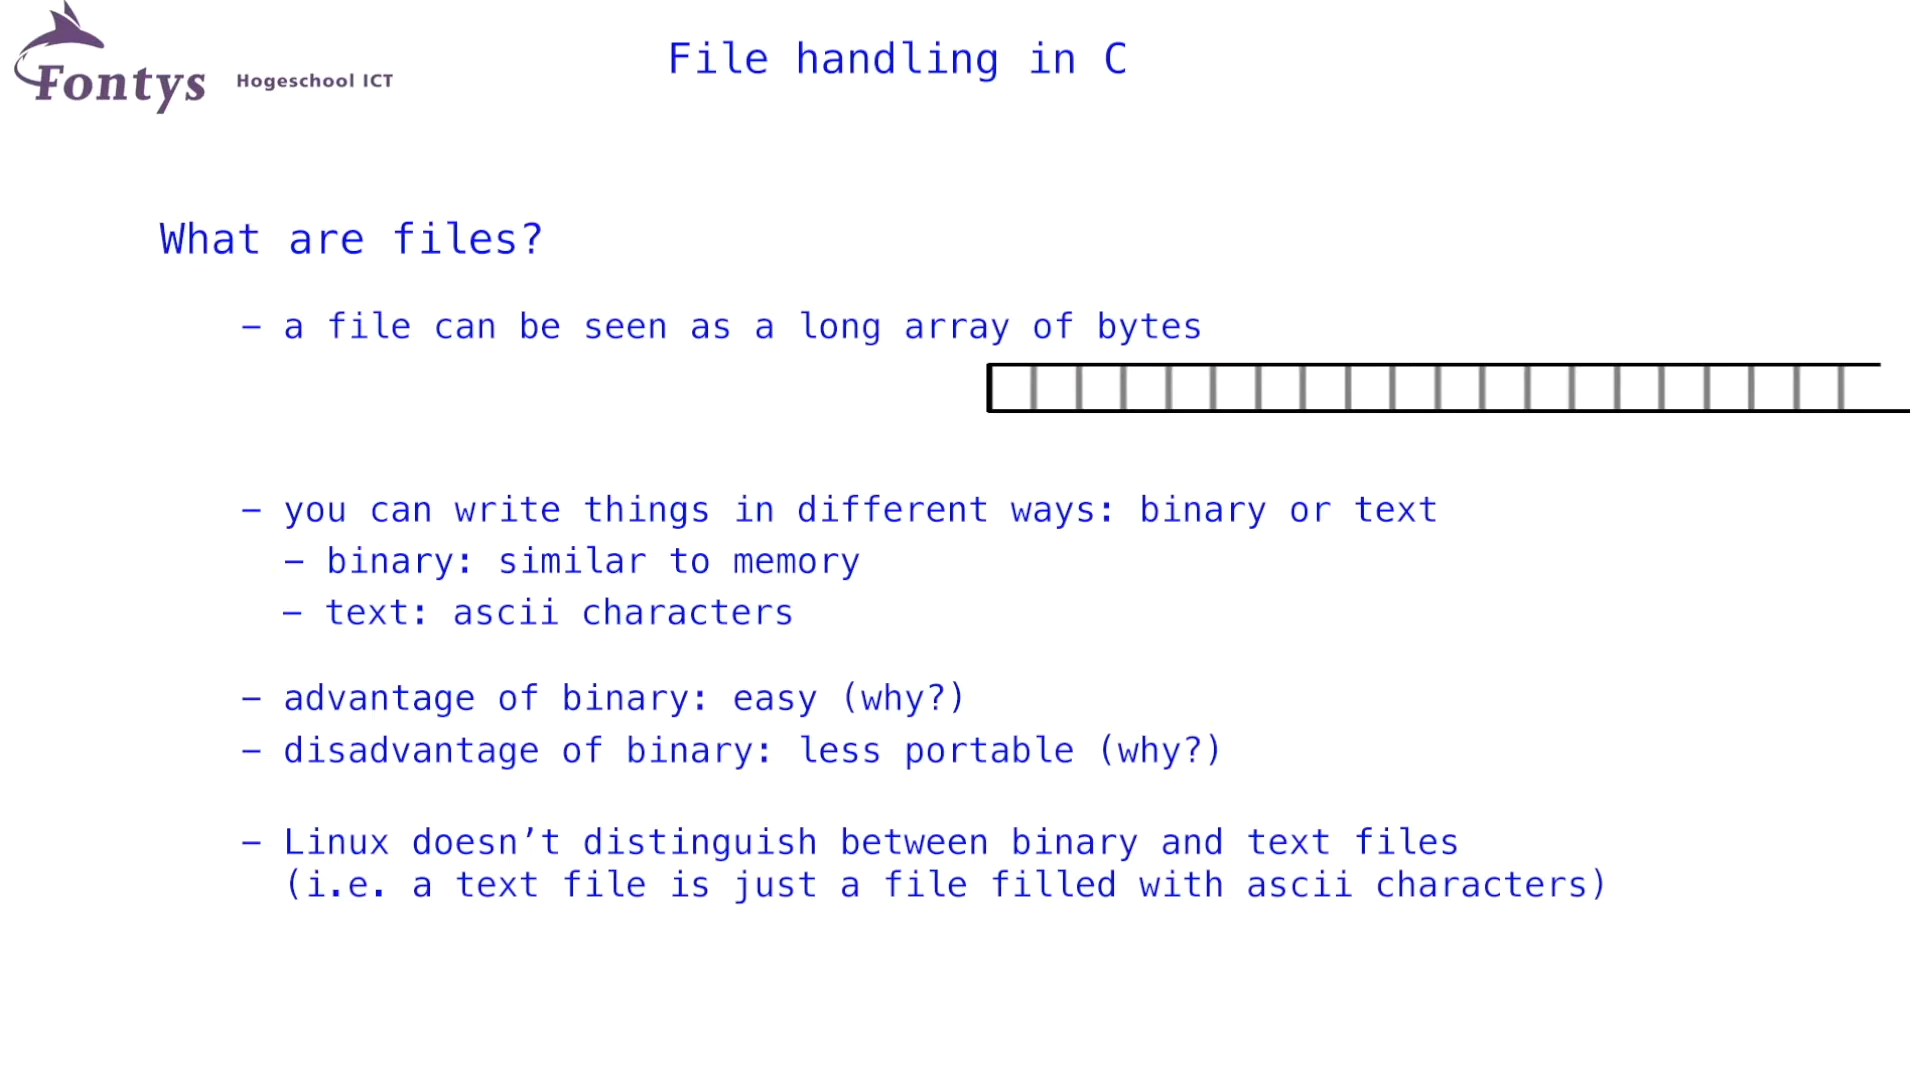 Fontys Hogeschool ICT
File handling in C
What are files?
– a file can be seen as a long array of bytes
– you can write things in different ways: binary or text
– binary: similar to memory
– text: ascii characters
– advantage of binary: easy (why?)
– disadvantage of binary: less portable (why?)
– Linux doesn’t distinguish between binary and text files
(i.e. a text file is just a file filled with ascii characters)